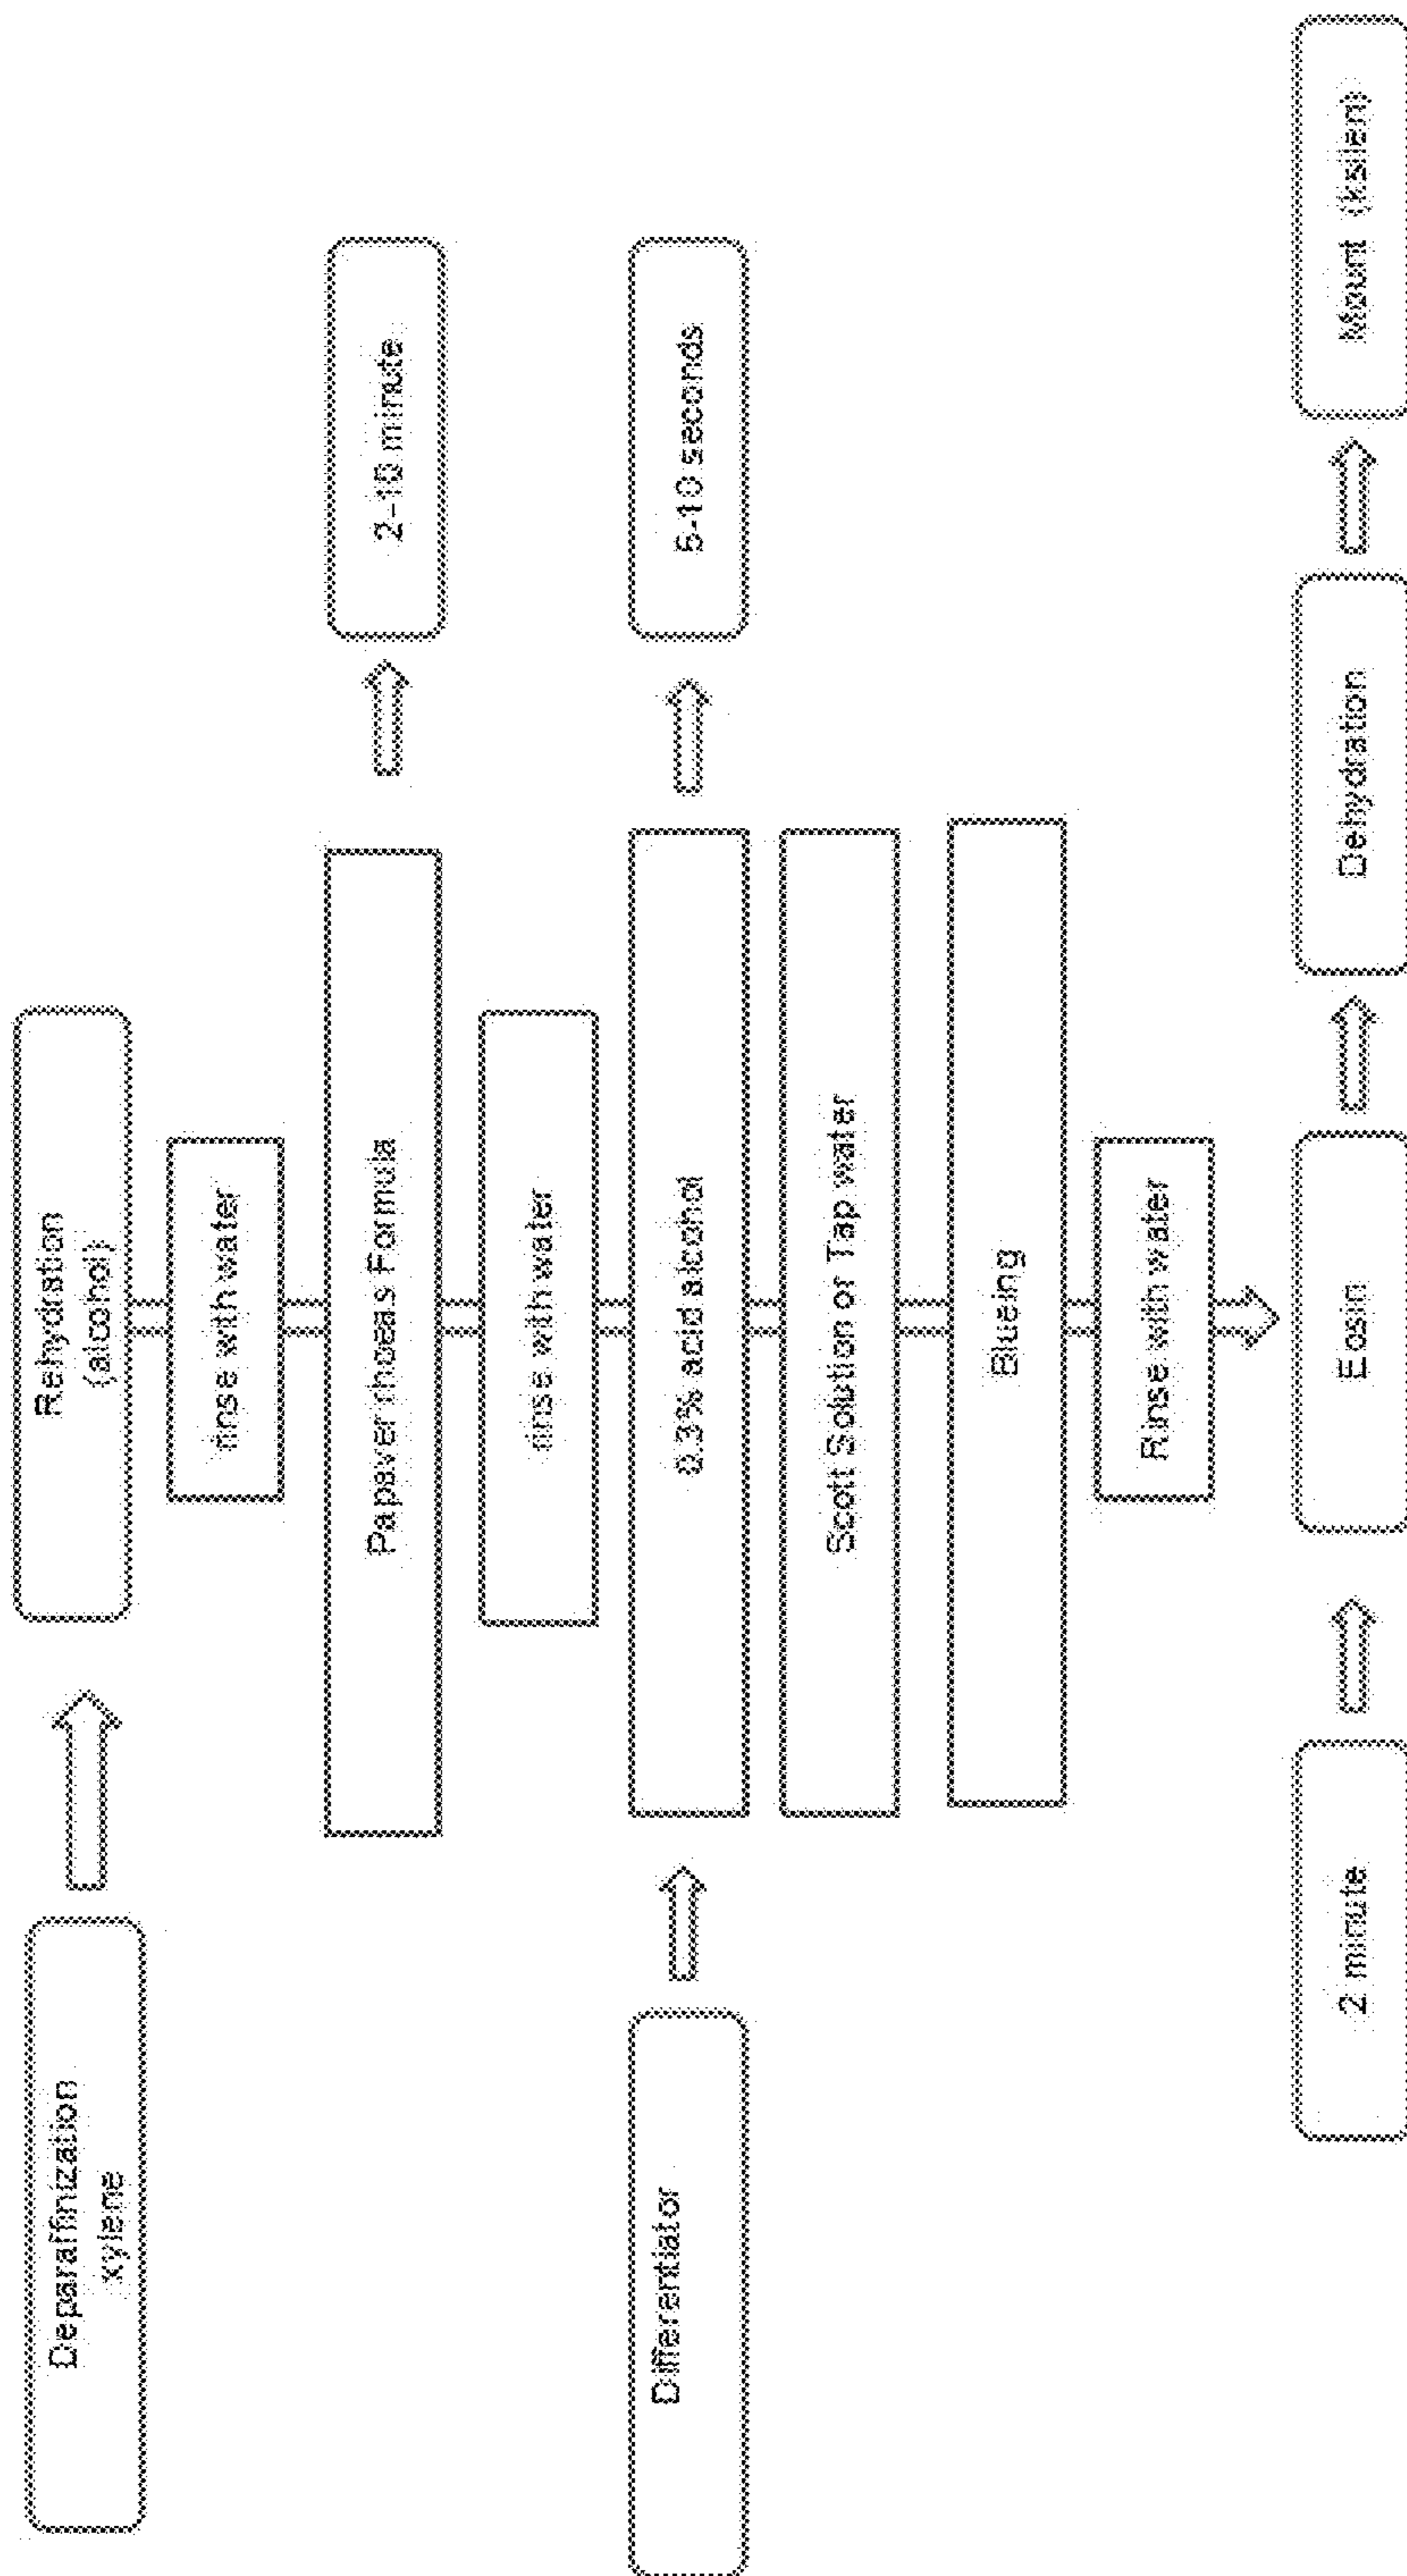 Deparaffinization
xylene
Rehydration
(alcohol)
rinse with water
Papaver rhoeas Formula
2-10 minute
rinse with water
Differentiator
0.3% acid alcohol
5-10 seconds
Scott Solution or Tap water
Blueing
Rinse with water
2 minute
Eosin
Dehydration
Mount (ksilen)